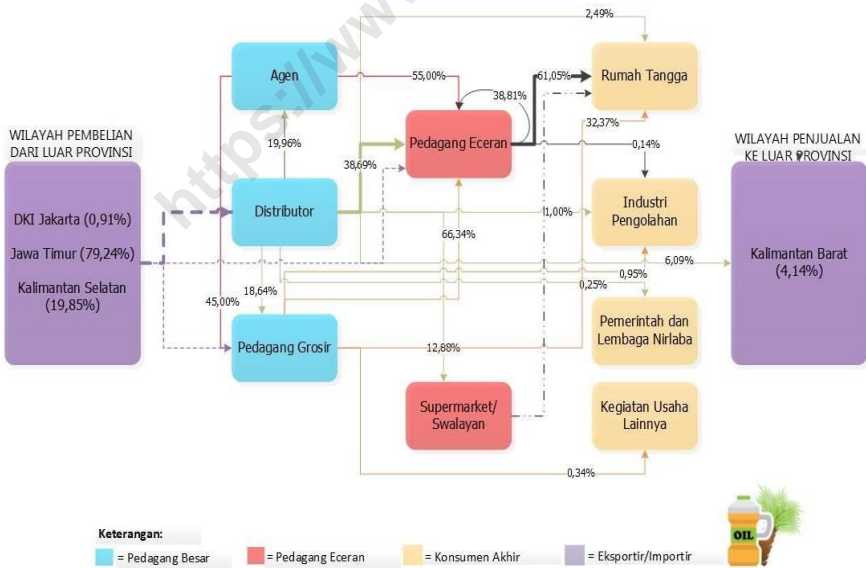 https://www.
2,49%
Agen
55,00%
61,05%
Rumah Tangga
38,81%
32,37%
WILAYAH PEMBELIAN
DARI LUAR PROVINSI
19,96%
38,69%
Pedagang Eceran
0,14%
WILAYAH PENJUALAN
KE LUAR PROVINSI
DKI Jakarta (0,91%)
Jawa Timur (79,24%)
Kalimantan Selatan
(19,85%)
Distributor
1,00%
Industri
Pengolahan
66,34%
6,09%
Kalimantan Barat
(4,14%)
18,64%
0,95%
0,25%
45,00%
Pedagang Grosir
12,88%
Pemerintah dan
Lembaga Nirlaba
Supermarket/
Swalayan
Kegiatan Usaha
Lainnya
0,34%
OIL
Keterangan:
= Pedagang Besar
= Pedagang Eceran
= Konsumen Akhir
= Eksportir/Importir